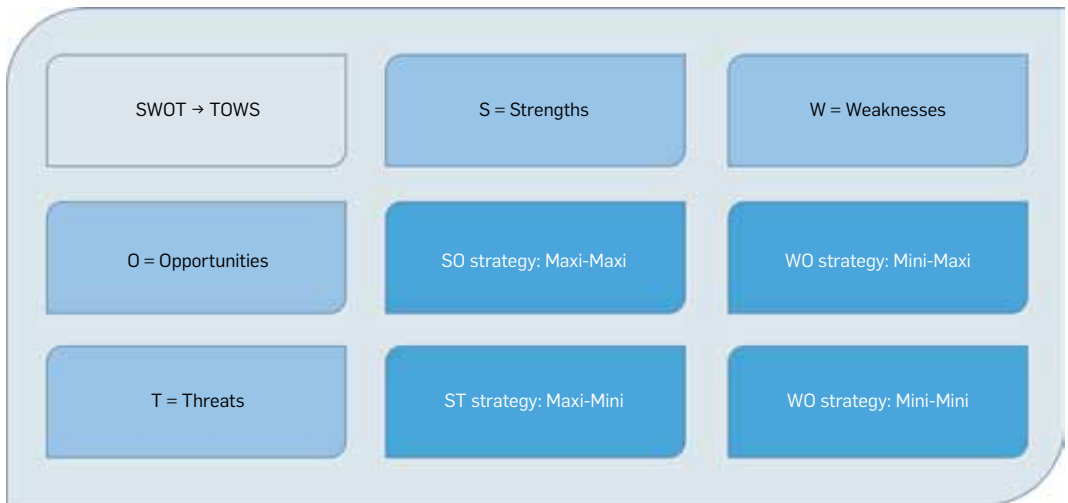 SWOT → TOWS
S = Strengths
W = Weaknesses
O = Opportunities
SO strategy: Maxi-Maxi
WO strategy: Mini-Maxi
T = Threats
ST strategy: Maxi-Mini
WO strategy: Mini-Mini